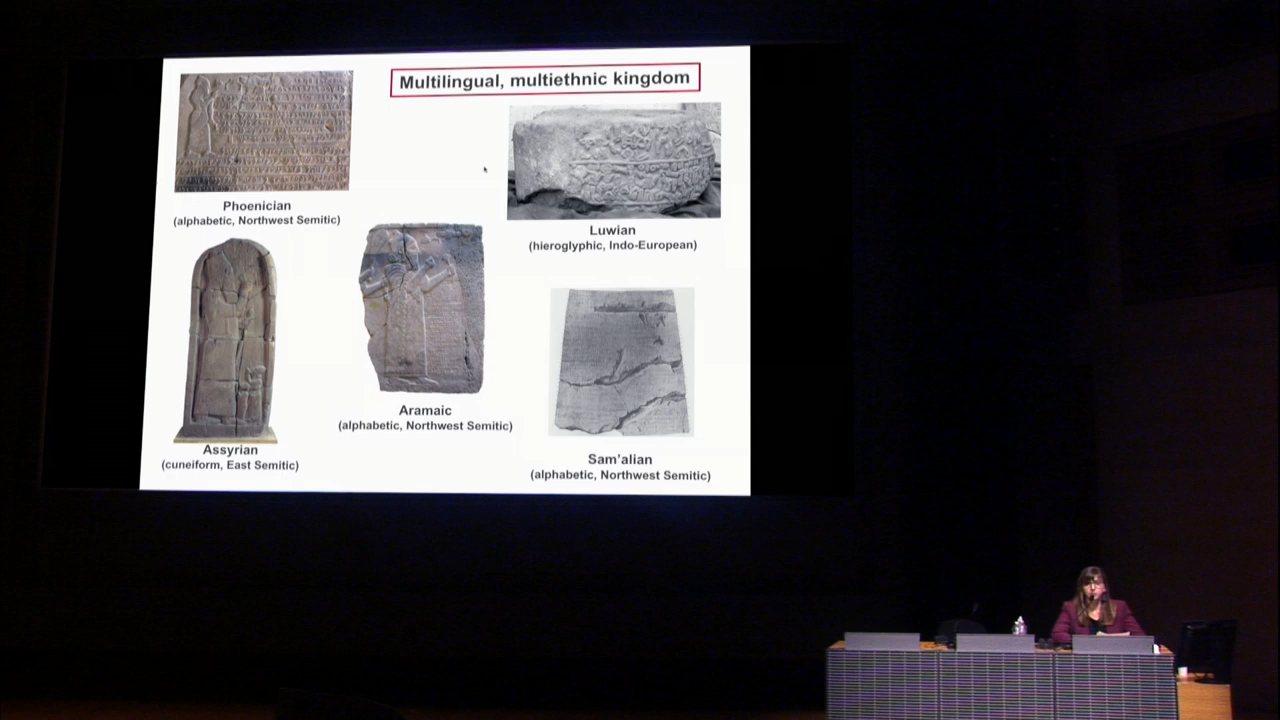 Multilingual, multiethnic kingdom
Phoenician
(alphabetic, Northwest Semitic)
Luwian
(hieroglyphic, Indo-European)
Aramaic
(alphabetic, Northwest Semitic)
Assyrian
(cuneiform, East Semitic)
Sam'alian
(alphabetic, Northwest Semitic)